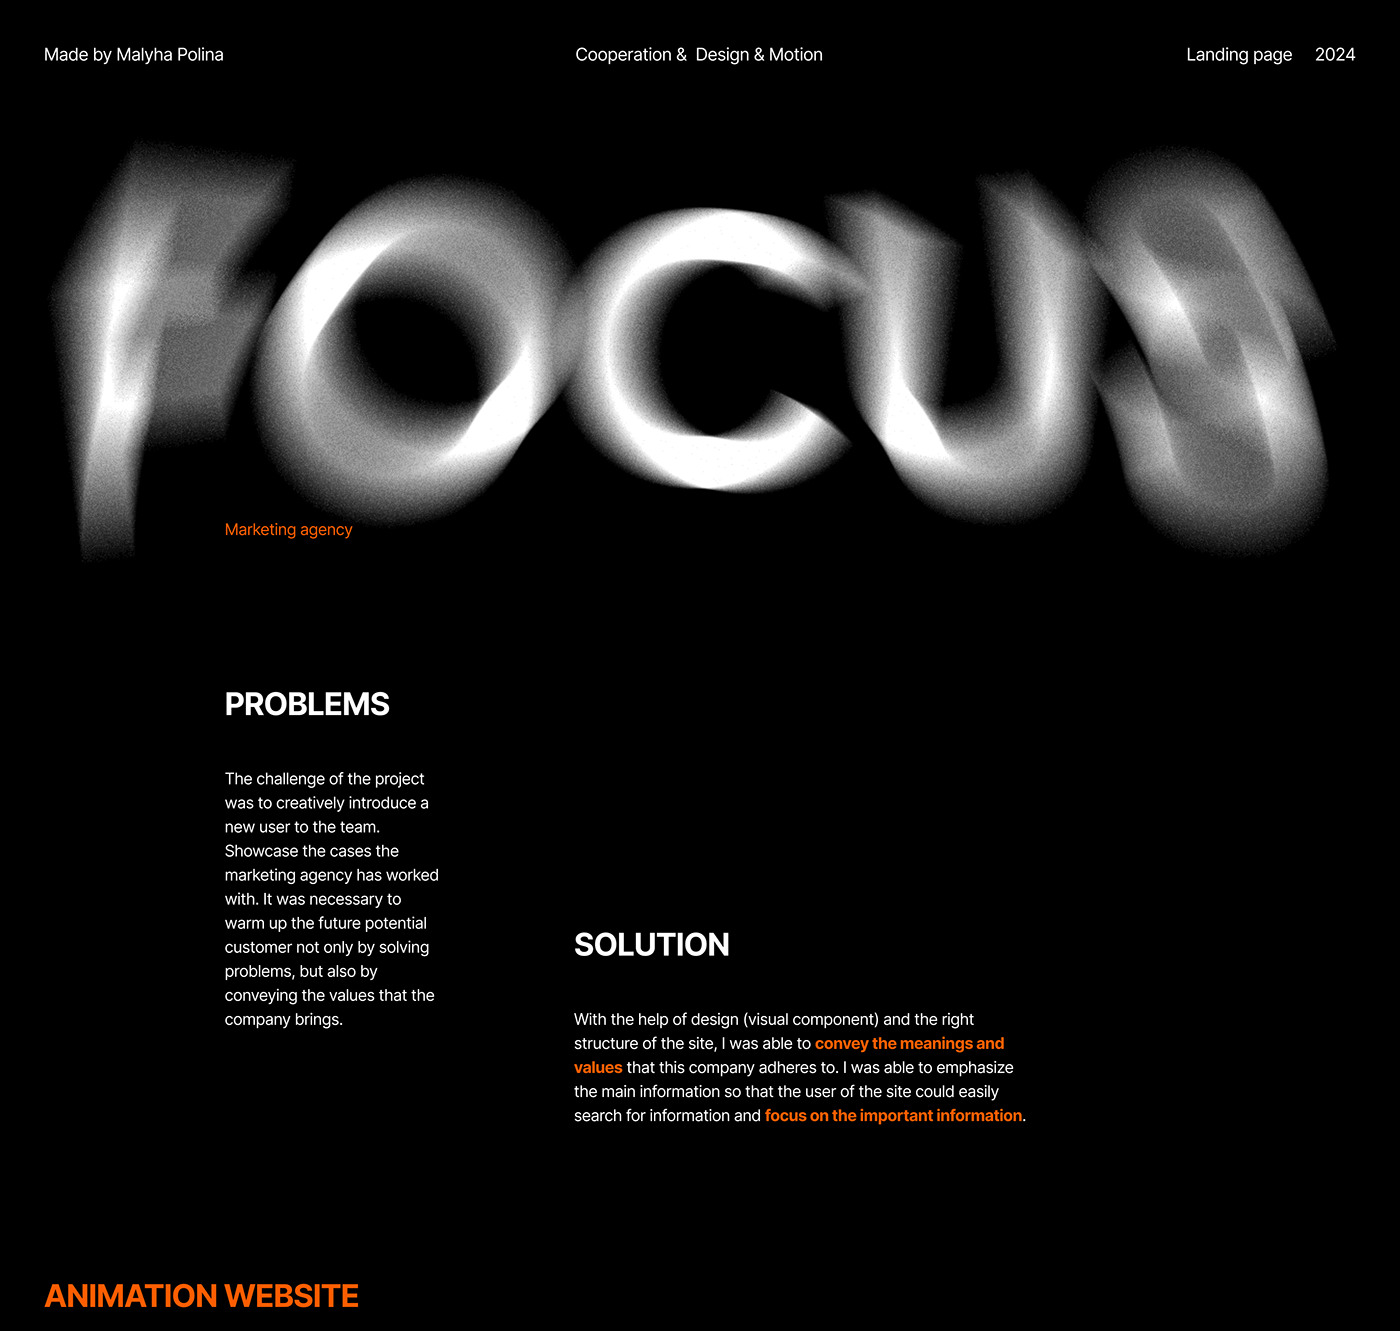 Made by Malyha Polina
Cooperation & Design & Motion
Landing page 2024
FOCUS
Marketing agency
PROBLEMS
The challenge of the project
was to creatively introduce a
new user to the team.
Showcase the cases the
marketing agency has worked
with. It was necessary to
warm up the future potential
customer not only by solving
problems, but also by
conveying the values that the
company brings.
SOLUTION
With the help of design (visual component) and the right
structure of the site, I was able to convey the meanings and
values that this company adheres to. I was able to emphasize
the main information so that the user of the site could easily
search for information and focus on the important information.
ANIMATION WEBSITE